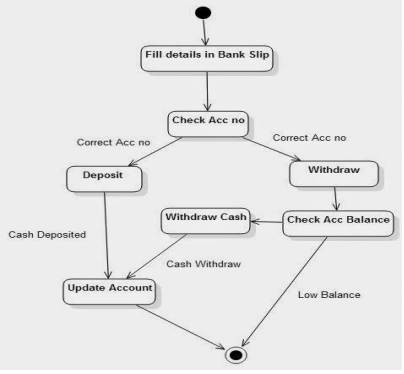 Fill details in Bank Slip
Check Acc no
Correct Acc no
Correct Acc no
Deposit
Withdraw
Withdraw Cash
Check Acc Balance
Cash Deposited
Cash Withdraw
Update Account
Low Balance